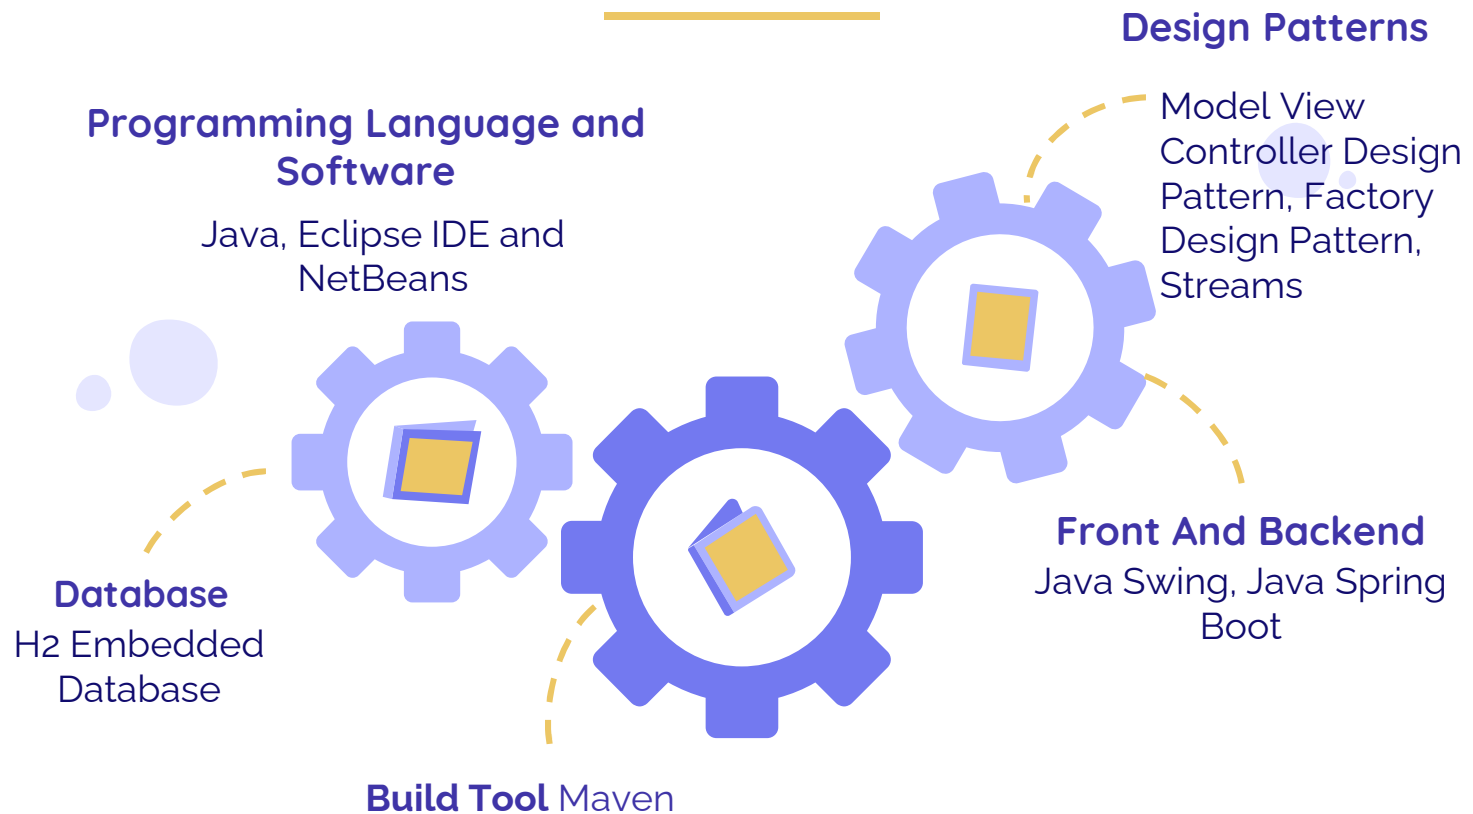 Design Patterns
Model View
Controller Design
Pattern, Factory
Design Pattern,
Streams
Programming Language and
Software
Java, Eclipse IDE and
NetBeans
Database
H2 Embedded
Database
Front And Backend
Java Swing, Java Spring
Boot
Build Tool Maven